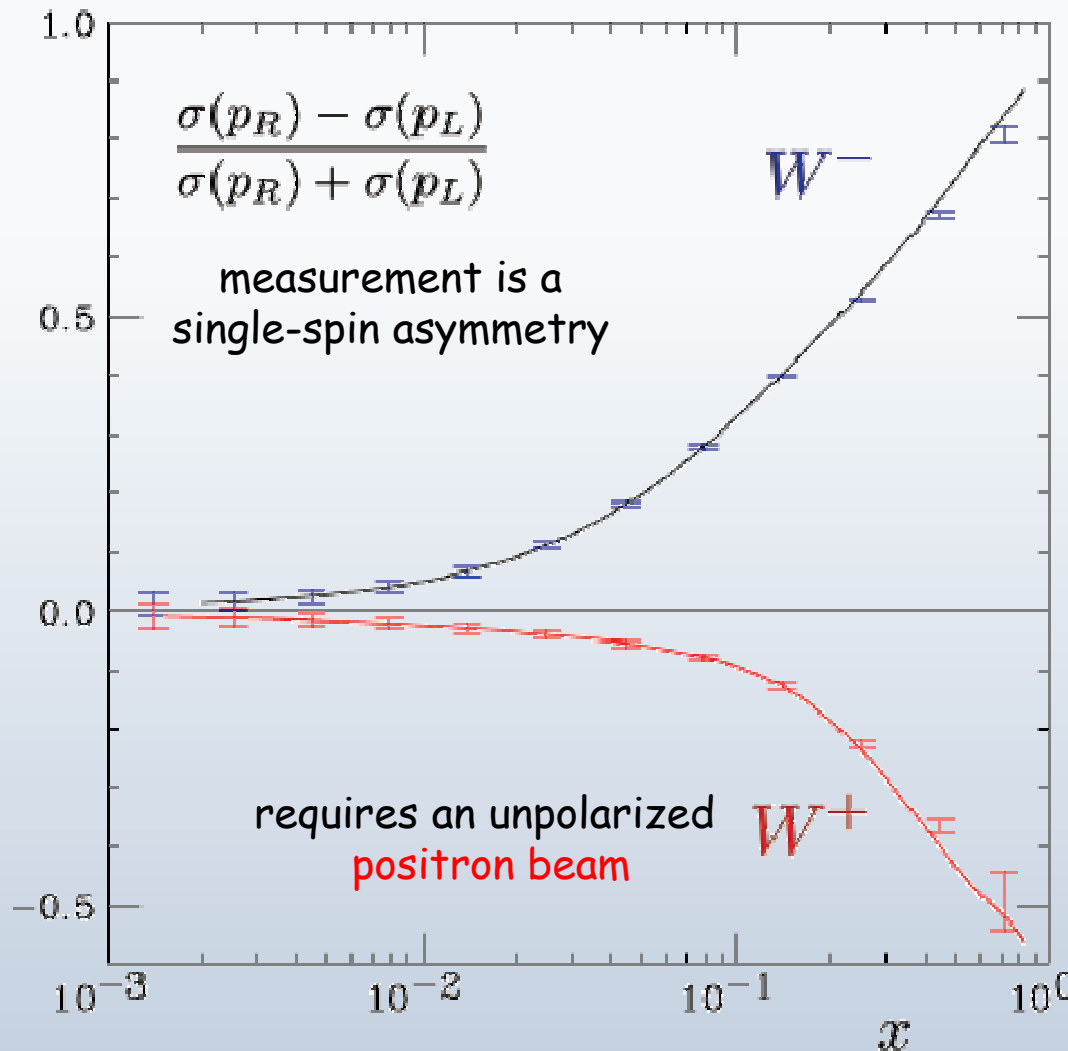 1.0
σ(p_R) − σ(p_L)
σ(p_R) + σ(p_L)
W⁻
measurement is a
single-spin asymmetry
0.5
0.0
requires an unpolarized
positron beam
W⁺
−0.5
10⁻³ 10⁻² 10⁻¹ 10⁰
x